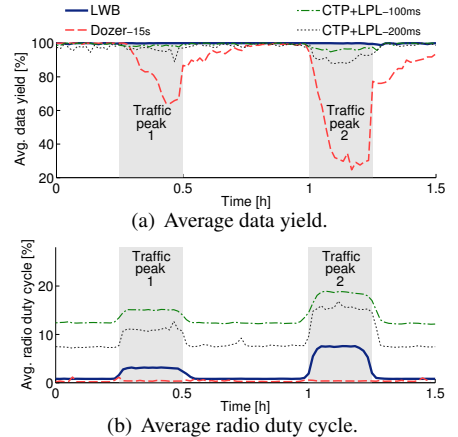 LWB CTP+LPL−100ms
Dozer−15s CTP+LPL−200ms
Avg. data yield [%]
100
80
60
40
20
Traffic peak 1
Traffic peak 2
0 0.5 1 1.5
Time [h]
(a) Average data yield.
Avg. radio duty cycle [%]
20
10
0
Traffic peak 1
Traffic peak 2
0 0.5 1 1.5
Time [h]
(b) Average radio duty cycle.